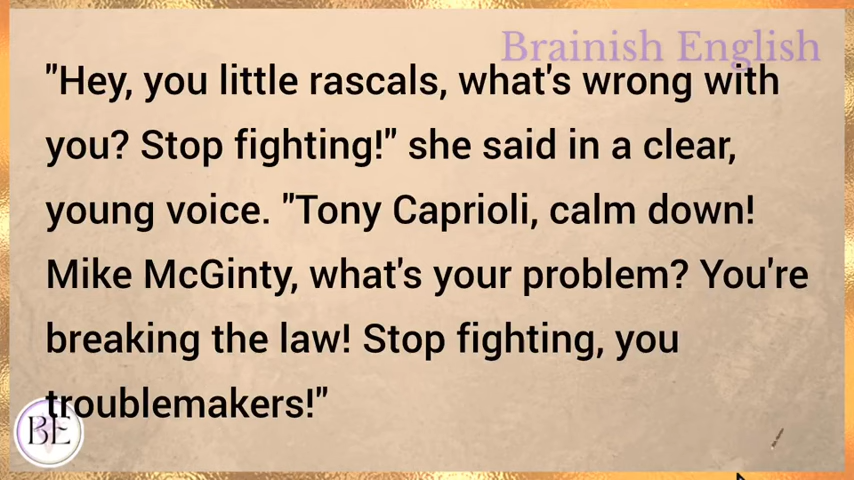 Brainish English
"Hey, you little rascals, what's wrong with
you? Stop fighting!" she said in a clear,
young voice. "Tony Caprioli, calm down!
Mike McGinty, what's your problem? You're
breaking the law! Stop fighting, you
troublemakers!"
BE